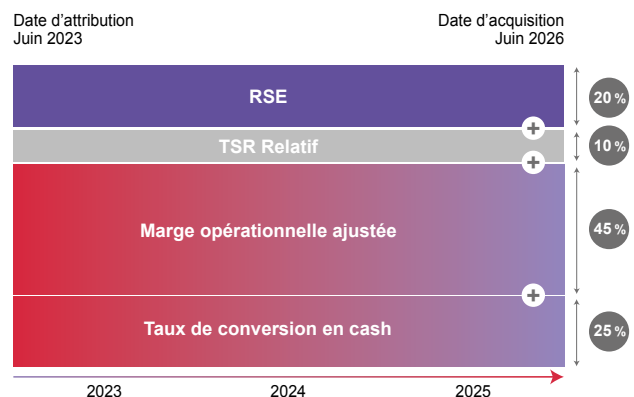 Date d’attribution
Juin 2023
Date d’acquisition
Juin 2026
RSE
20 %
+
TSR Relatif
10 %
+
Marge opérationnelle ajustée
45 %
+
Taux de conversion en cash
25 %
2023
2024
2025